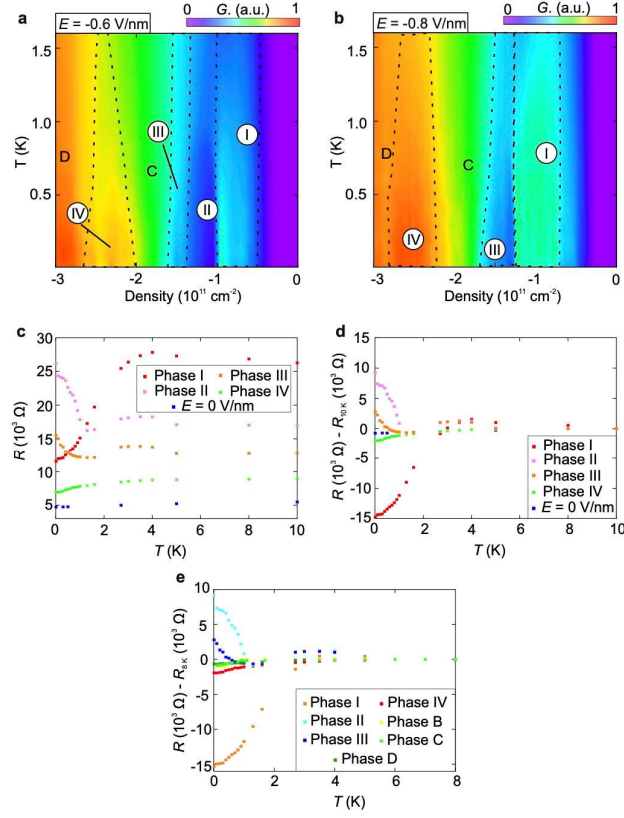 a
E = -0.6 V/nm
G. (a.u.)
0
1
T (K)
1.5
1.0
0.5
D
IV
III
C
I
II
-3
-2
-1
0
Density (10¹¹ cm⁻²)
b
E = -0.8 V/nm
G. (a.u.)
0
1
T (K)
1.5
1.0
0.5
D
C
I
IV
III
-3
-2
-1
0
Density (10¹¹ cm⁻²)
c
R (10³ Ω)
30
25
20
15
10
5
Phase I
Phase III
Phase II
Phase IV
E = 0 V/nm
0
2
4
6
8
10
T (K)
d
R (10³ Ω) - R10 K (10³ Ω)
15
10
5
0
-5
-10
-15
Phase I
Phase II
Phase III
Phase IV
E = 0 V/nm
0
2
4
6
8
10
T (K)
e
R (10³ Ω) - R8 K (10³ Ω)
10
5
0
-5
-10
-15
Phase I
Phase IV
Phase II
Phase B
Phase III
Phase C
Phase D
0
2
4
6
8
T (K)